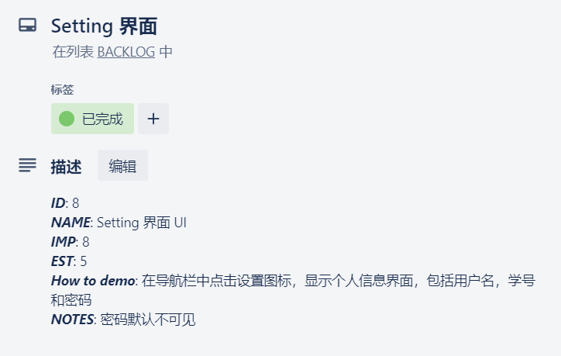 Setting 界面
在列表 BACKLOG 中
标签
已完成 +
描述 编辑
ID: 8
NAME: Setting 界面 UI
IMP: 8
EST: 5
How to demo: 在导航栏中点击设置图标，显示个人信息界面，包括用户名，学号
和密码
NOTES: 密码默认不可见